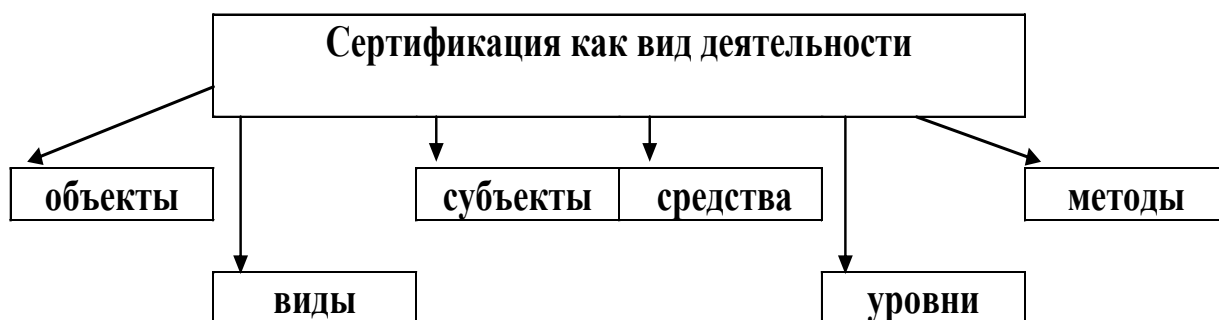 Сертификация как вид деятельности
объекты
субъекты
средства
методы
виды
уровни